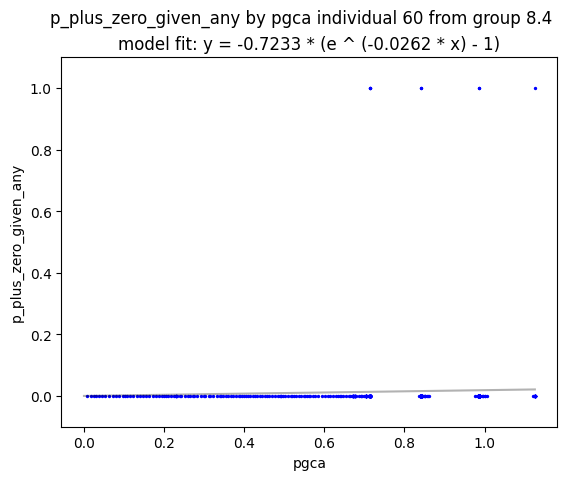 p_plus_zero_given_any by pgca individual 60 from group 8.4
model fit: y = -0.7233 * (e ^ (-0.0262 * x) - 1)
1.0
0.8
0.6
0.4
0.2
0.0
p_plus_zero_given_any
0.0 0.2 0.4 0.6 0.8 1.0
pgca